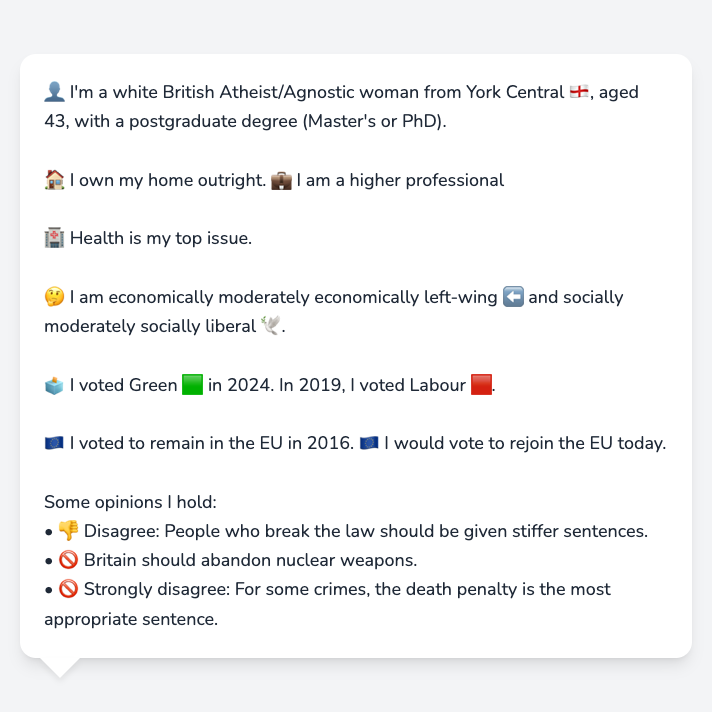 👤 I'm a white British Atheist/Agnostic woman from York Central 🏴󠁧󠁢󠁥󠁮󠁧󠁿, aged
43, with a postgraduate degree (Master's or PhD).
🏠 I own my home outright. 💼 I am a higher professional
🏥 Health is my top issue.
🤔 I am economically moderately economically left-wing ⬅️ and socially
moderately socially liberal 🕊️.
🗳️ I voted Green 🟩 in 2024. In 2019, I voted Labour 🟥.
🇪🇺 I voted to remain in the EU in 2016. 🇪🇺 I would vote to rejoin the EU today.
Some opinions I hold:
• 👎 Disagree: People who break the law should be given stiffer sentences.
• 🚫 Britain should abandon nuclear weapons.
• 🚫 Strongly disagree: For some crimes, the death penalty is the most
appropriate sentence.